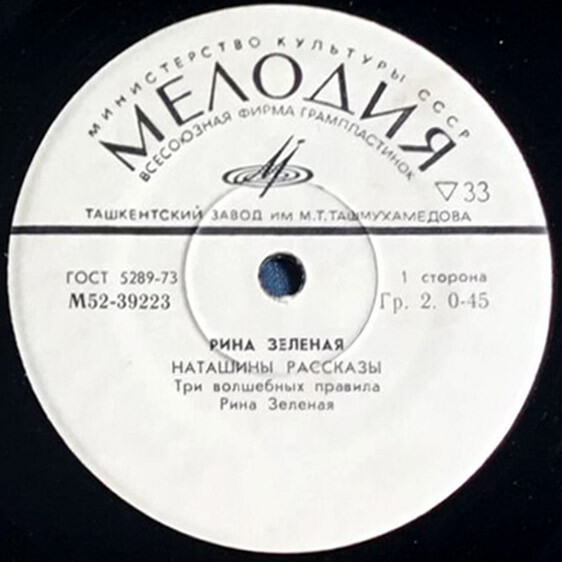 МИНИСТЕРСТВО КУЛЬТУРЫ СССР
МЕЛОДИЯ
ВСЕСОЮЗНАЯ ФИРМА ГРАМПЛАСТИНОК
▽33
ТАШКЕНТСКИЙ ЗАВОД ИМ М.Т.ТАШМУХАМЕДОВА
ГОСТ 5289-73
1 сторона
М52-39223
Гр. 2. 0-45
РИНА ЗЕЛЕНАЯ
НАТАШИНЫ РАССКАЗЫ
Три волшебных правила
Рина Зеленая